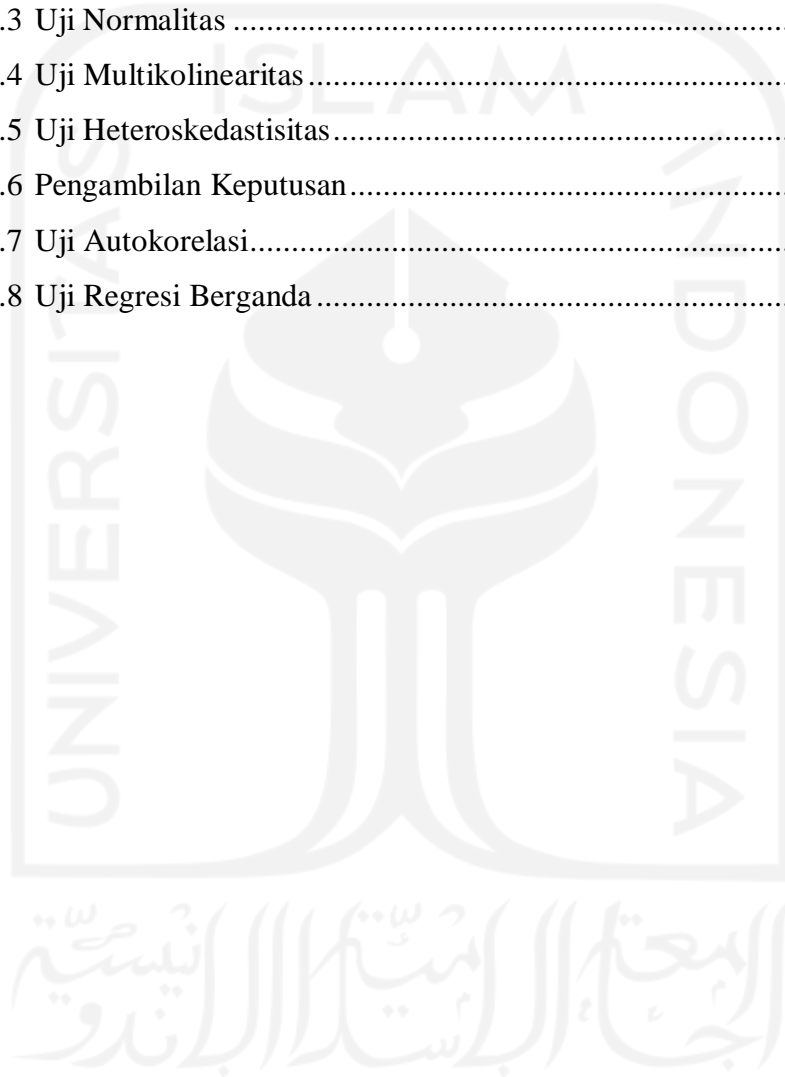 .3 Uji Normalitas ..........................................................................
.4 Uji Multikolinearitas ..........................................................................
.5 Uji Heteroskedastisitas ..........................................................................
.6 Pengambilan Keputusan ..........................................................................
.7 Uji Autokorelasi ..........................................................................
.8 Uji Regresi Berganda ..........................................................................
UNIVERSITAS
ISLAM
INDONESIA